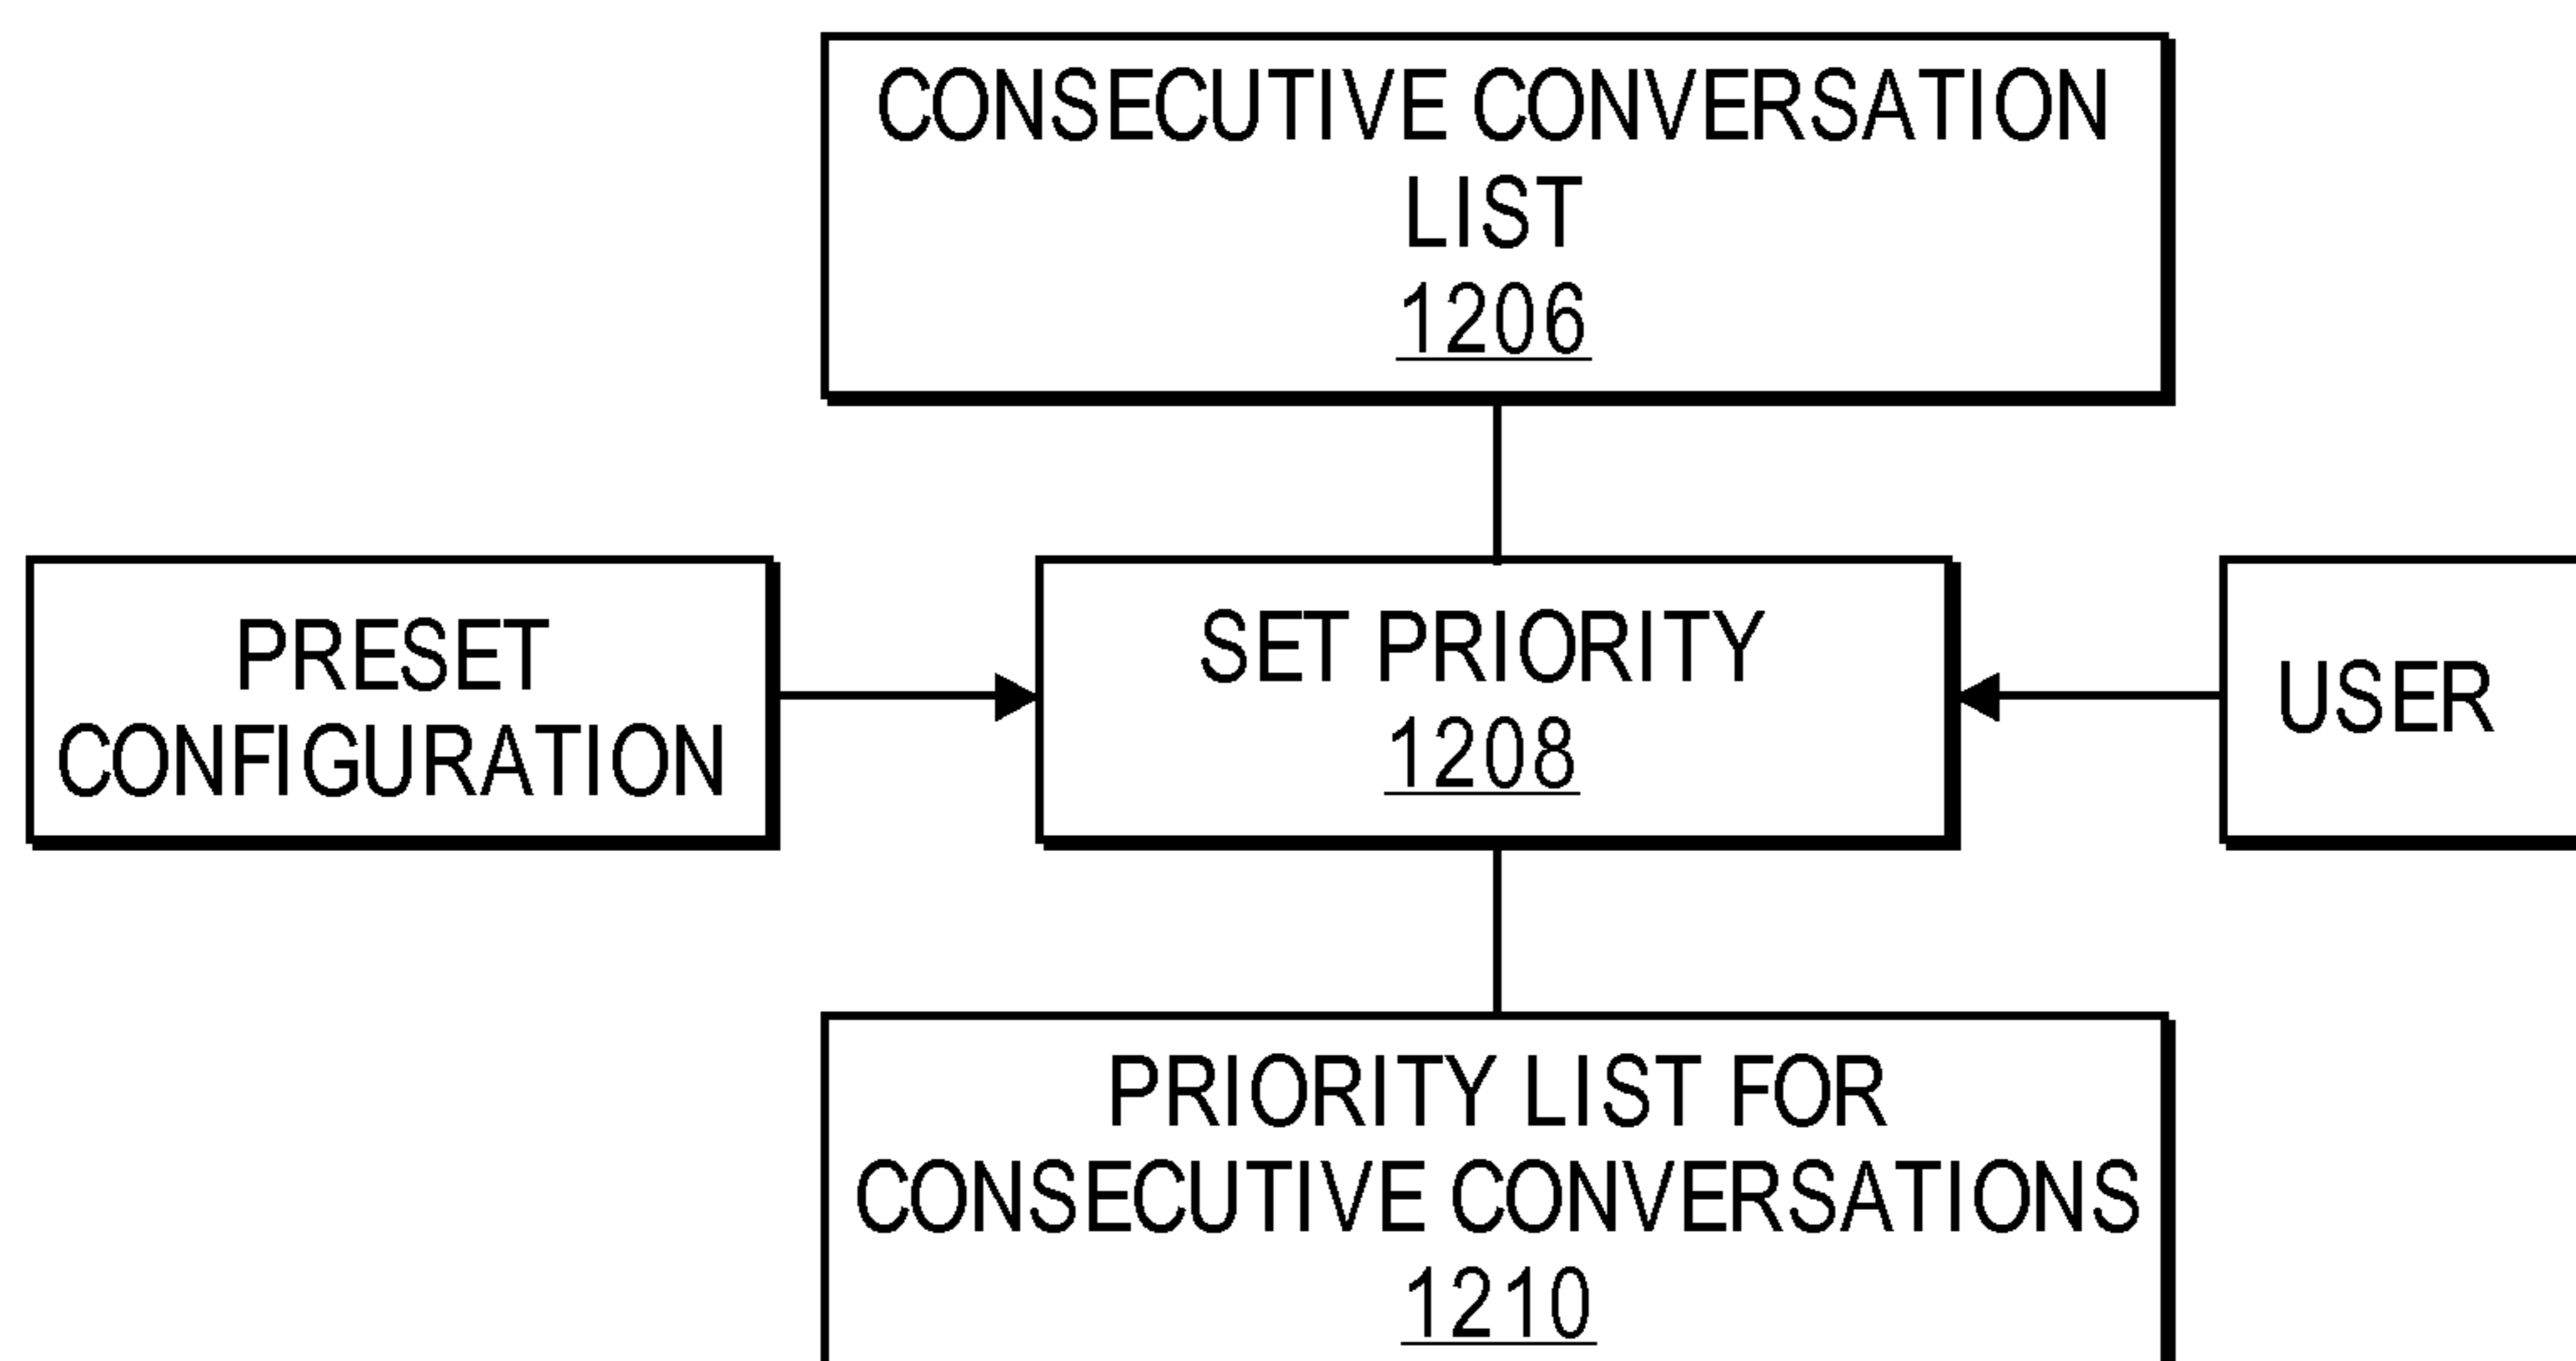 CONSECUTIVE CONVERSATION
LIST
1206
PRESET
CONFIGURATION
SET PRIORITY
1208
USER
PRIORITY LIST FOR
CONSECUTIVE CONVERSATIONS
1210